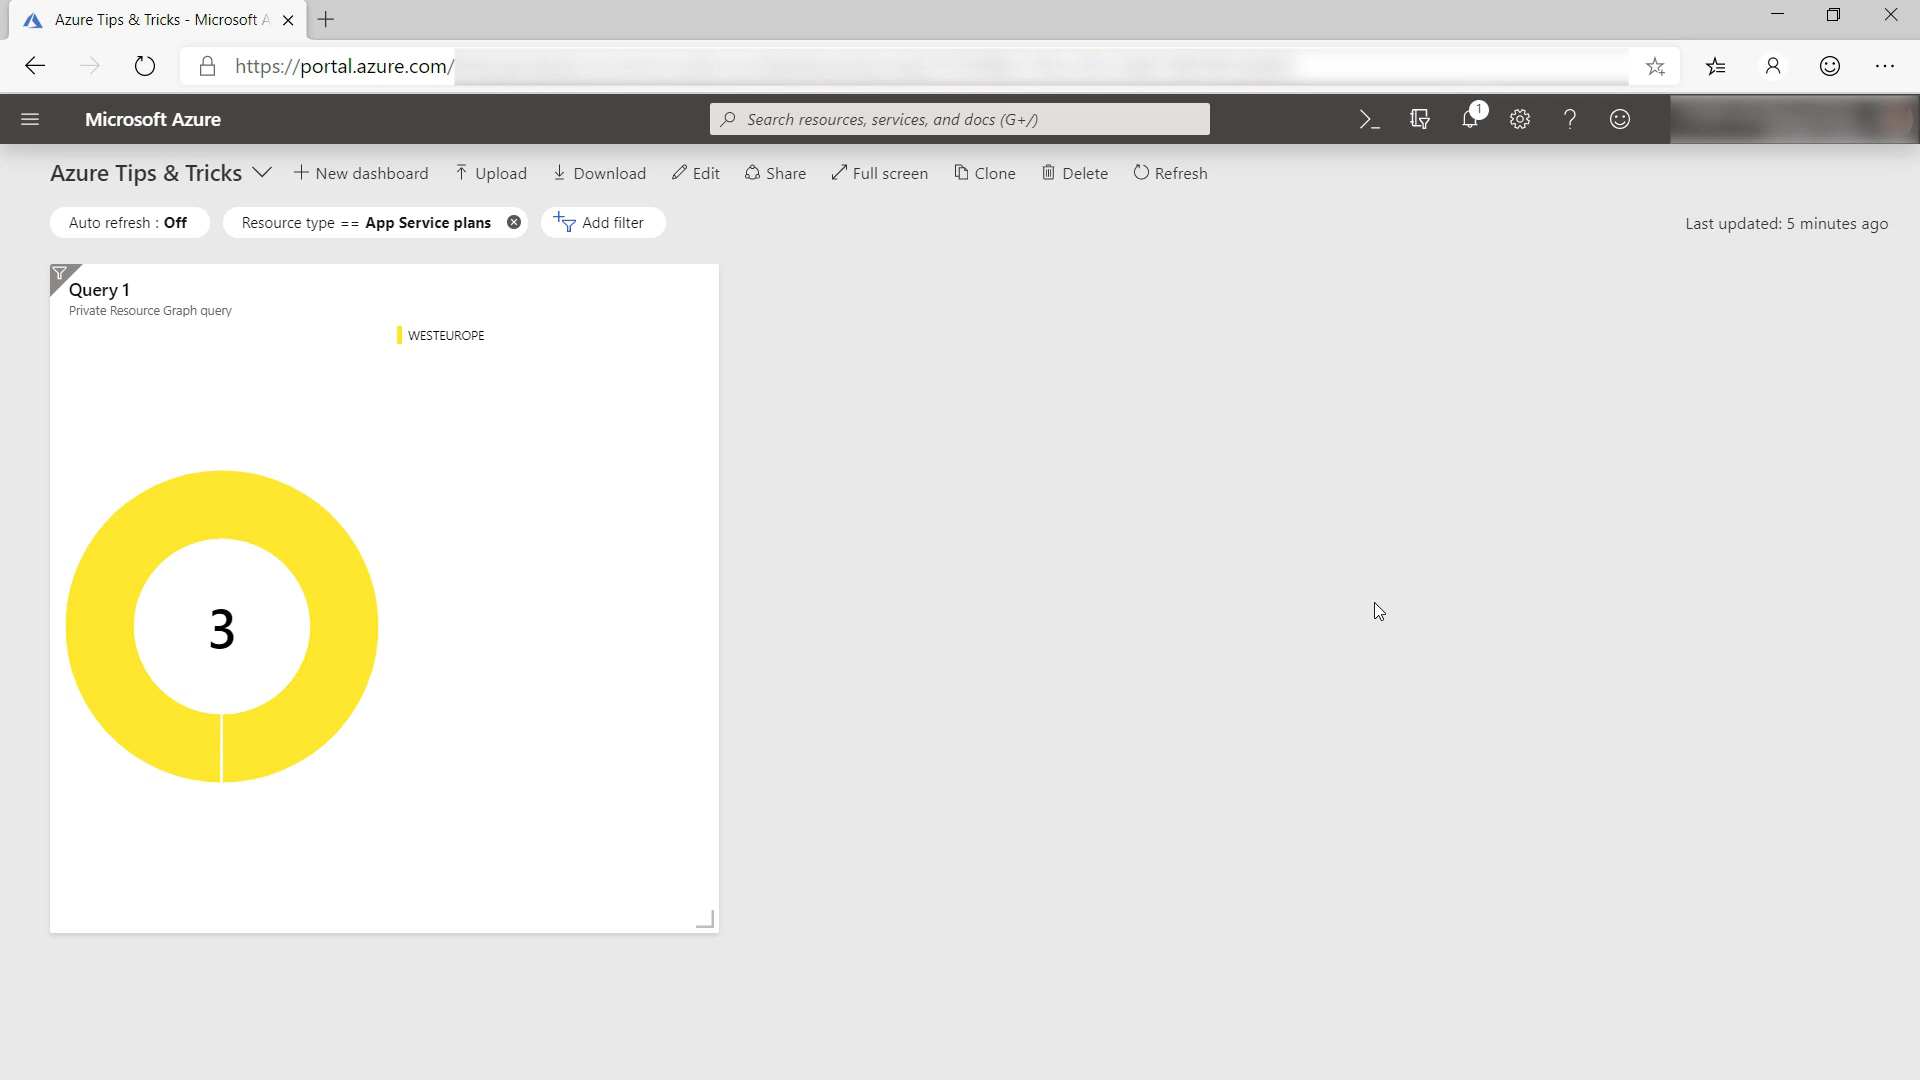 Azure Tips & Tricks - Microsoft A
https://portal.azure.com/
Microsoft Azure
Search resources, services, and docs (G+/)
1
Azure Tips & Tricks
New dashboard
Upload
Download
Edit
Share
Full screen
Clone
Delete
Refresh
Auto refresh : Off
Resource type == App Service plans
Add filter
Last updated: 5 minutes ago
Query 1
Private Resource Graph query
WESTEUROPE
3